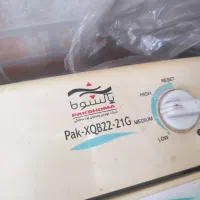 پاکشوما
PAKSHOMA
Pak-XQB22-21G
RESET
HIGH
MEDIUM
LOW